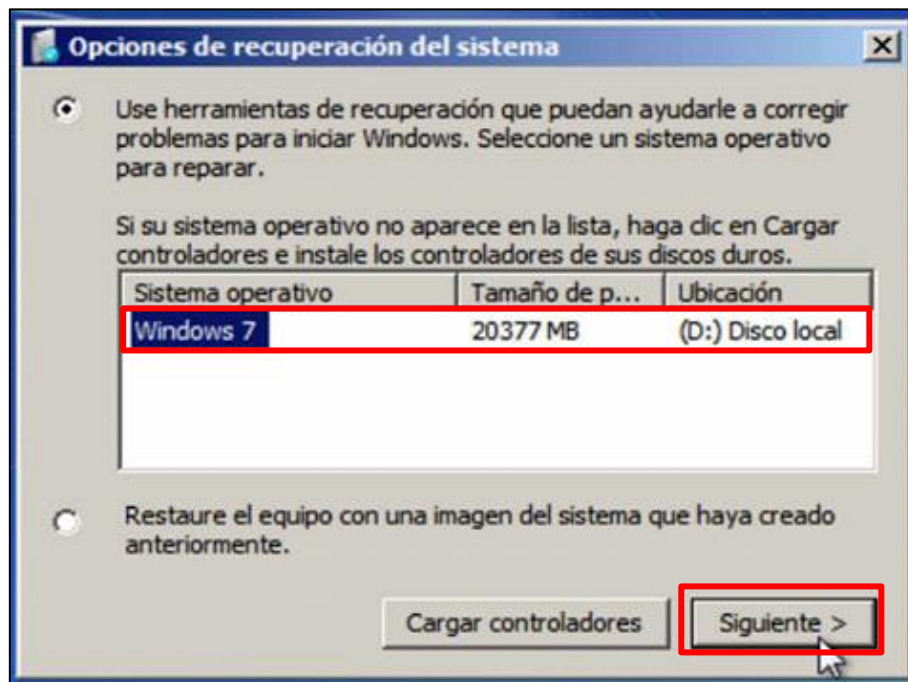 Opciones de recuperación del sistema
Use herramientas de recuperación que puedan ayudarle a corregir
problemas para iniciar Windows. Seleccione un sistema operativo
para reparar.
Si su sistema operativo no aparece en la lista, haga clic en Cargar
controladores e instale los controladores de sus discos duros.
Sistema operativo Tamaño de p... Ubicación
Windows 7 20377 MB (D:) Disco local
Restaure el equipo con una imagen del sistema que haya creado
anteriormente.
Cargar controladores Siguiente >